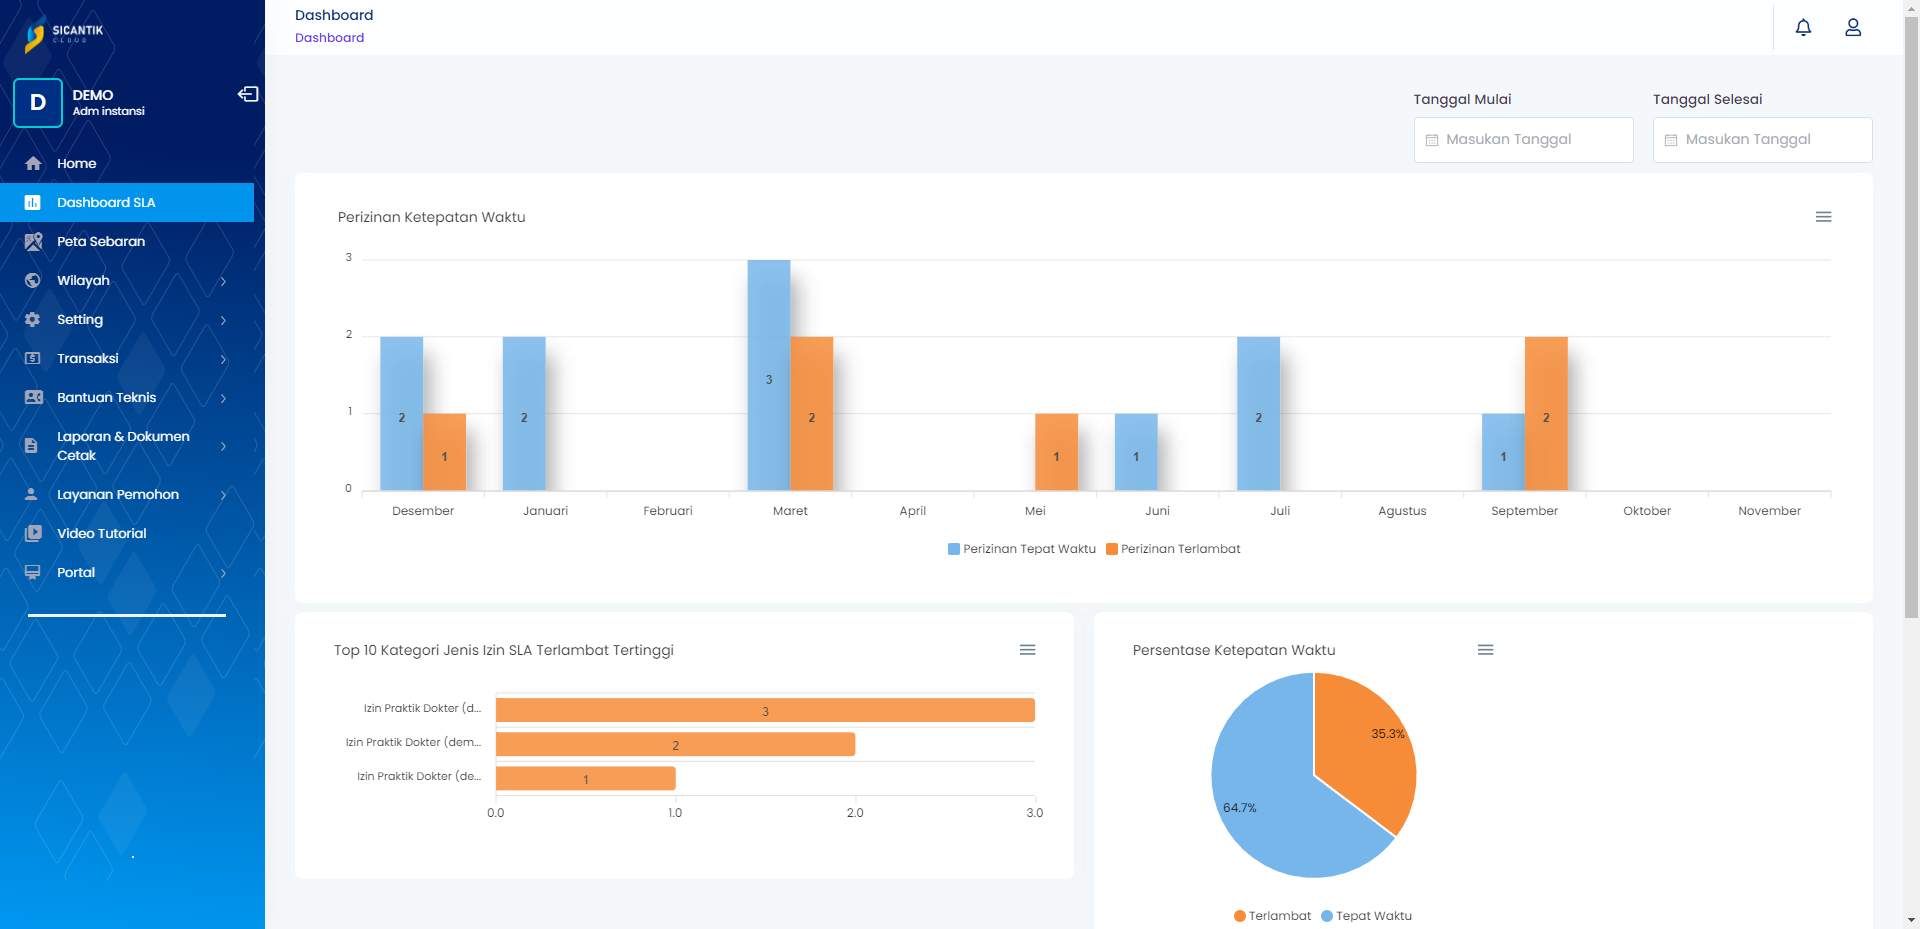 SICANTIK
CLOUD
D
DEMO
Adm instansi
Home
Dashboard SLA
Peta Sebaran
Wilayah
Setting
Transaksi
Bantuan Teknis
Laporan & Dokumen
Cetak
Layanan Pemohon
Video Tutorial
Portal
Dashboard
Dashboard
Tanggal Mulai
Tanggal Selesai
Masukan Tanggal
Masukan Tanggal
Perizinan Ketepatan Waktu
3
2
1
0
2
1
2
3
2
1
1
2
1
2
Desember
Januari
Februari
Maret
April
Mei
Juni
Juli
Agustus
September
Oktober
November
Perizinan Tepat Waktu
Perizinan Terlambat
Top 10 Kategori Jenis Izin SLA Terlambat Tertinggi
Izin Praktik Dokter (d...
3
Izin Praktik Dokter (dem...
2
Izin Praktik Dokter (de...
1
0.0
1.0
2.0
3.0
Persentase Ketepatan Waktu
35.3%
64.7%
Terlambat
Tepat Waktu